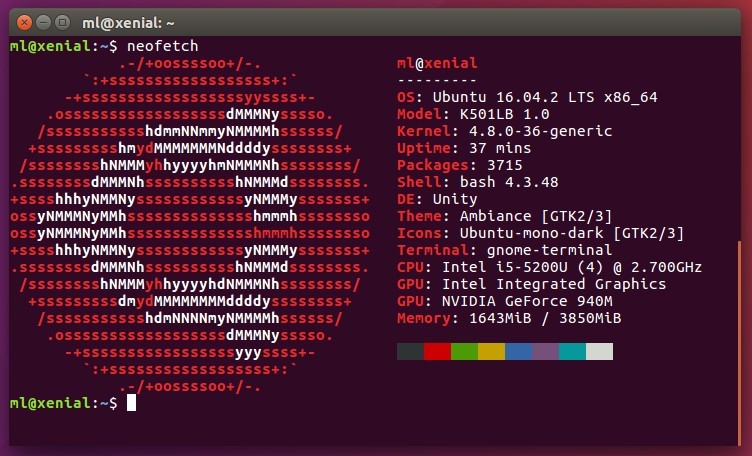 ml@xenial: ~
ml@xenial:~$ neofetch
.-/+oossssoo+/-. ml@xenial
`:+ssssssssssssssssss+:` ---------
-+ssssssssssssssssssyyssss+- OS: Ubuntu 16.04.2 LTS x86_64
.ossssssssssssssssssdMMMNysssso. Model: K501LB 1.0
/ssssssssssshdmmNNmmyNMMMMhssssss/ Kernel: 4.8.0-36-generic
+ssssssssshmydMMMMMMMNddddyssssssss+ Uptime: 37 mins
/sssssssshNMMMyhhyyyyhmNMMMNhssssssss/ Packages: 3715
.ssssssssdMMMNhsssssssssshNMMMdssssssss. Shell: bash 4.3.48
+sssshhhyNMMNyssssssssssssyNMMMysssssss+ DE: Unity
ossyNMMMNyMMhsssssssssssssshmmmhssssssso Theme: Ambiance [GTK2/3]
ossyNMMMNyMMhsssssssssssssshmmmhssssssso Icons: Ubuntu-mono-dark [GTK2/3]
+sssshhhyNMMNyssssssssssssyNMMMysssssss+ Terminal: gnome-terminal
.ssssssssdMMMNhsssssssssshNMMMdssssssss. CPU: Intel i5-5200U (4) @ 2.700GHz
/sssssssshNMMMyhhyyyyhdNMMMNhssssssss/ GPU: Intel Integrated Graphics
+sssssssssdmydMMMMMMMMddddyssssssss+ GPU: NVIDIA GeForce 940M
/ssssssssssshdmNNNNmyNMMMMhssssss/ Memory: 1643MiB / 3850MiB
.ossssssssssssssssssdMMMNysssso.
-+sssssssssssssssssyyyssss+-
`:+ssssssssssssssssss+:`
.-/+oossssoo+/-.
ml@xenial:~$